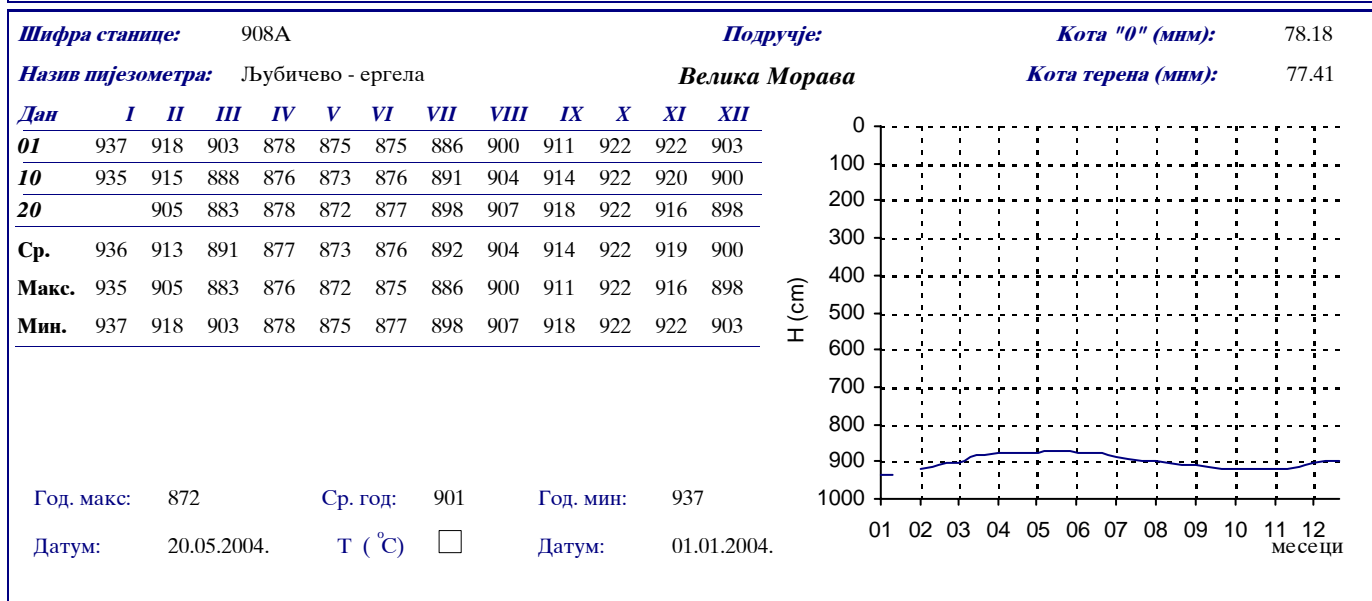 Шифра станице: 908А Подручје: Кота "0" (мнм): 78.18
Назив пијезометра: Љубичево - ергела Велика Морава Кота терена (мнм): 77.41
Дан I II III IV V VI VII VIII IX X XI XII
01 937 918 903 878 875 875 886 900 911 922 922 903
10 935 915 888 876 873 876 891 904 914 922 920 900
20 905 883 878 872 877 898 907 918 922 916 898
Ср. 936 913 891 877 873 876 892 904 914 922 919 900
Макс. 935 905 883 876 872 875 886 900 911 922 916 898
Мин. 937 918 903 878 875 877 898 907 918 922 922 903
Год. макс: 872 Ср. год: 901 Год. мин: 937
Датум: 20.05.2004. Т ( °C) Датум: 01.01.2004.
H (cm)
0
100
200
300
400
500
600
700
800
900
1000
01 02 03 04 05 06 07 08 09 10 11 12
месеци